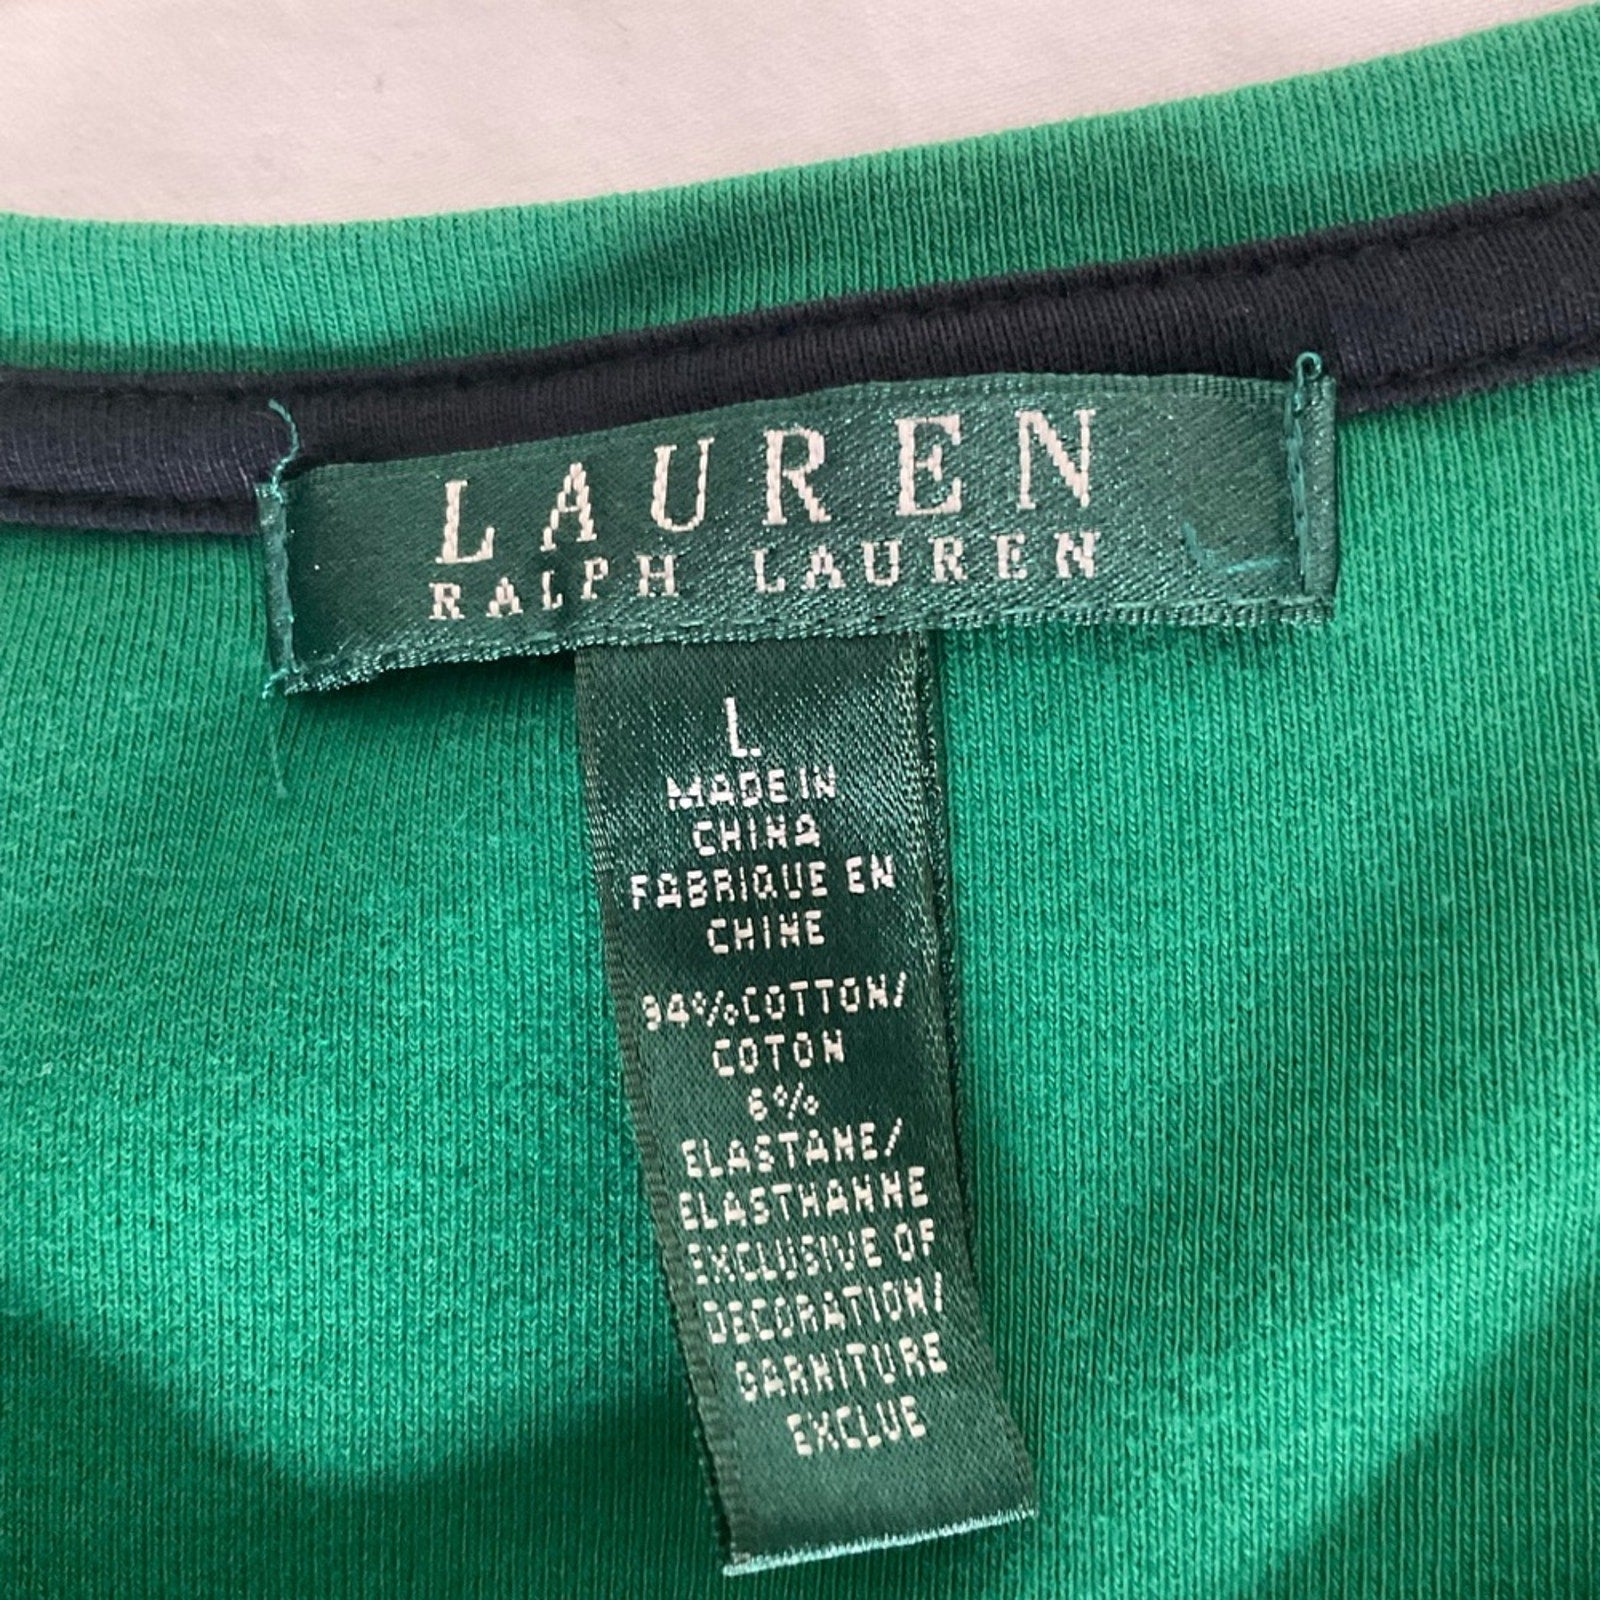 LAUREN
RALPH LAUREN
L
MADE IN
CHINA
FABRIQUE EN
CHINE
94%COTTON/
COTON
6%
ELASTANE/
ELASTHANNE
EXCLUSIVE OF
DECORATION/
GARNITURE
EXCLUE